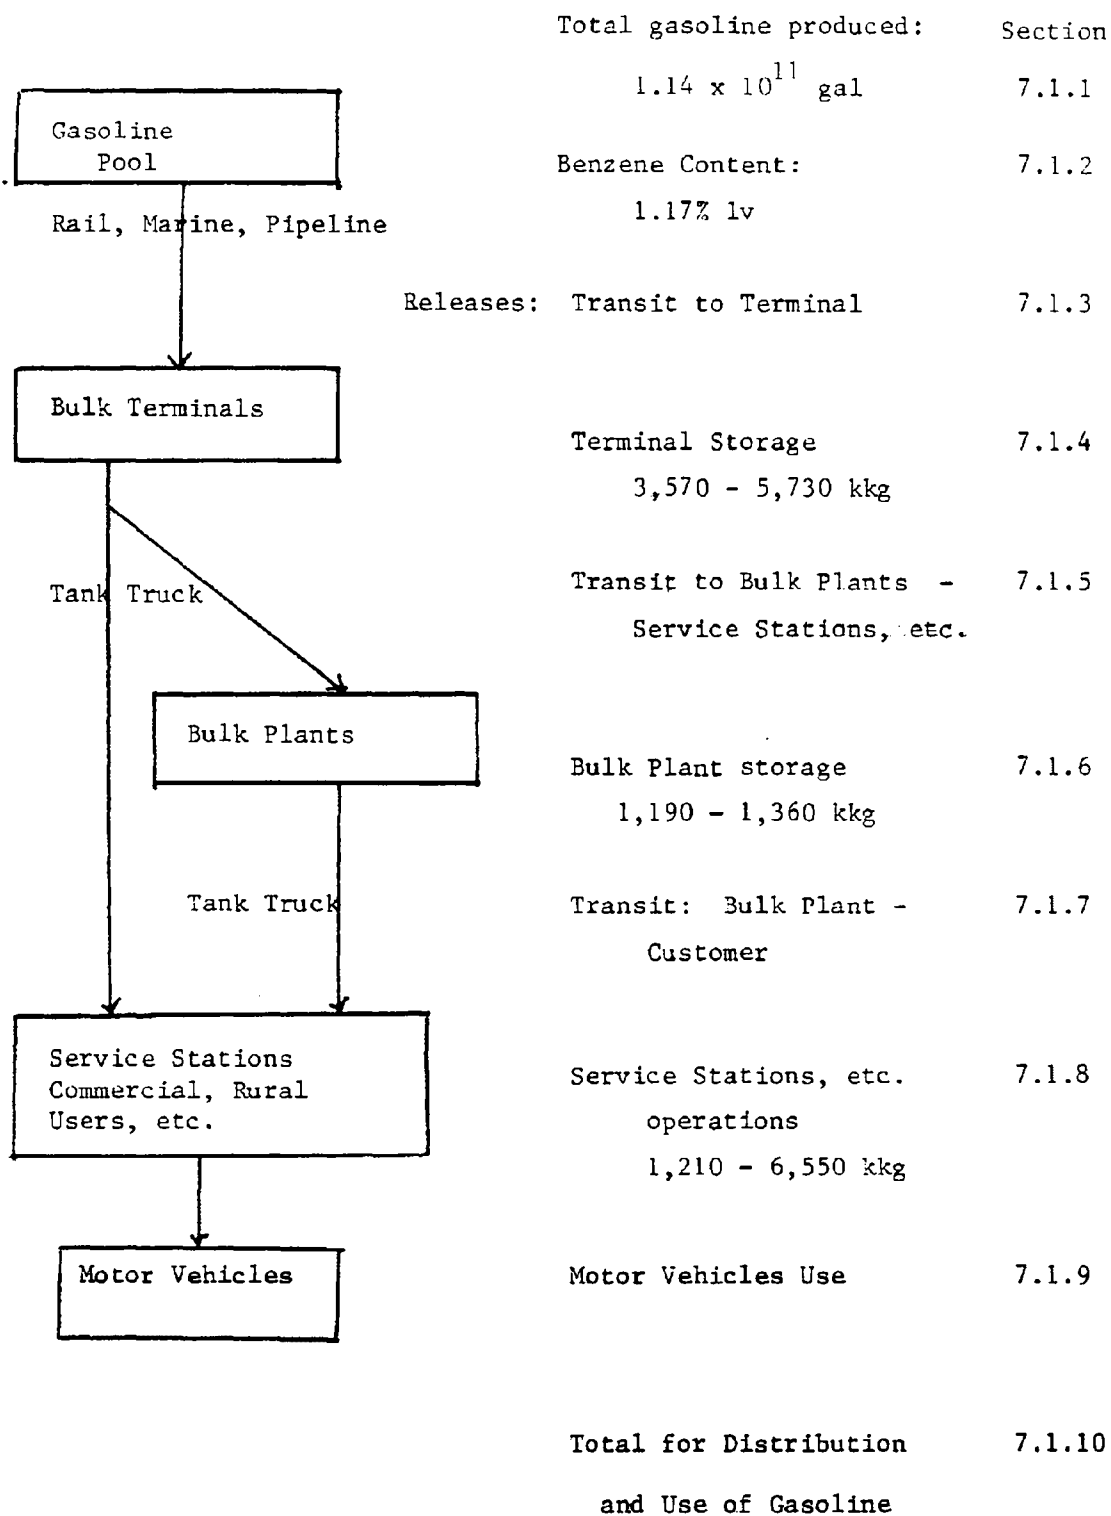 Total gasoline produced: Section
1.14 x 10^11 gal 7.1.1
Gasoline
Pool
Benzene Content: 7.1.2
1.17% lv
Rail, Marine, Pipeline
Releases: Transit to Terminal 7.1.3
Bulk Terminals
Terminal Storage 7.1.4
3,570 - 5,730 kkg
Tank Truck
Transit to Bulk Plants - 7.1.5
Service Stations, etc.
Bulk Plants
Bulk Plant storage 7.1.6
1,190 - 1,360 kkg
Tank Truck
Transit: Bulk Plant - 7.1.7
Customer
Service Stations
Commercial, Rural
Users, etc.
Service Stations, etc. 7.1.8
operations
1,210 - 6,550 kkg
Motor Vehicles
Motor Vehicles Use 7.1.9
Total for Distribution 7.1.10
and Use of Gasoline